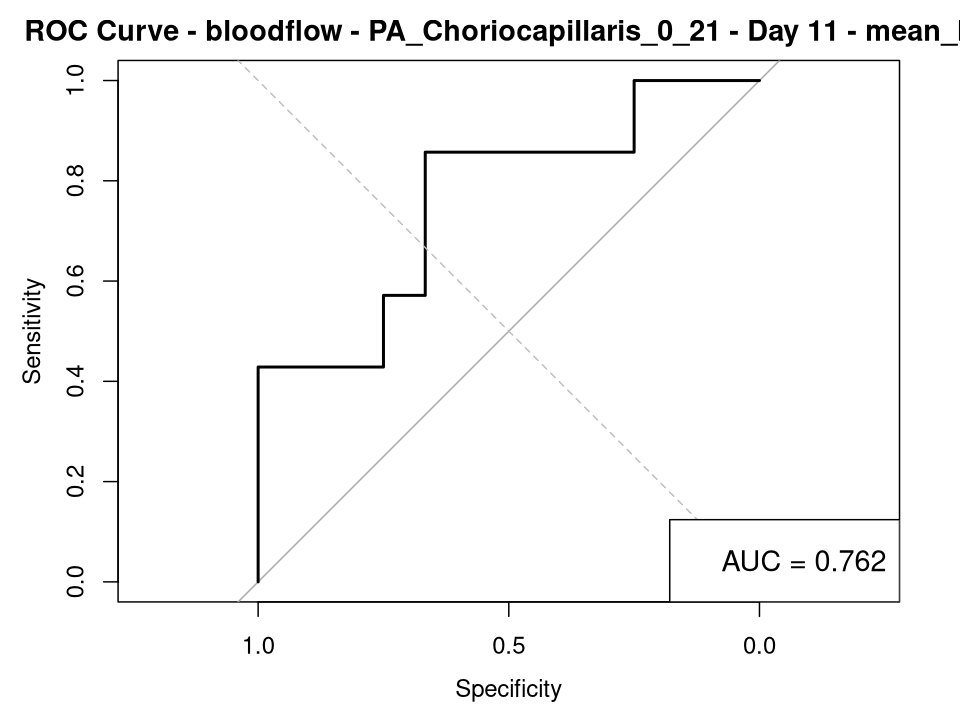 ROC Curve - bloodflow - PA_Choriocapillaris_0_21 - Day 11 - mean_
1.0
0.8
0.6
0.4
0.2
0.0
Sensitivity
AUC = 0.762
1.0 0.5 0.0
Specificity